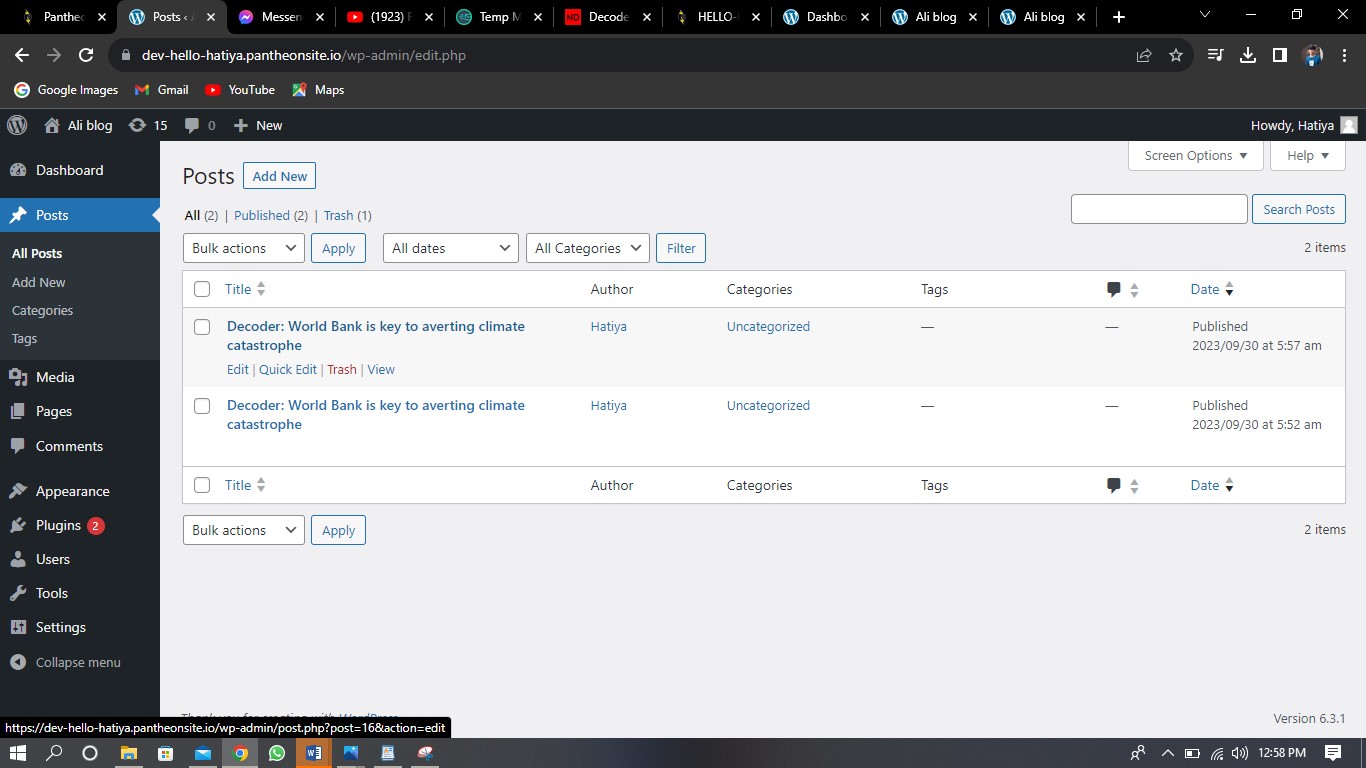 Pantheo
Posts ‹ A
Messen
(1923) F
Temp M
Decode
HELLO-
Dashbo
Ali blog
Ali blog
dev-hello-hatiya.pantheonsite.io/wp-admin/edit.php
Google Images
Gmail
YouTube
Maps
Ali blog
15
0
New
Howdy, Hatiya
Dashboard
Posts
All Posts
Add New
Categories
Tags
Media
Pages
Comments
Appearance
Plugins 2
Users
Tools
Settings
Collapse menu
Screen Options
Help
Posts
Add New
All (2) | Published (2) | Trash (1)
Search Posts
Bulk actions
Apply
All dates
All Categories
Filter
2 items
Title Author Categories Tags Date
Decoder: World Bank is key to averting climate
catastrophe
Edit | Quick Edit | Trash | View
Hatiya
Uncategorized
—
—
Published
2023/09/30 at 5:57 am
Decoder: World Bank is key to averting climate
catastrophe
Hatiya
Uncategorized
—
—
Published
2023/09/30 at 5:52 am
Title Author Categories Tags Date
Bulk actions
Apply
2 items
Thank you for creating with WordPress.
Version 6.3.1
https://dev-hello-hatiya.pantheonsite.io/wp-admin/post.php?post=16&action=edit
12:58 PM